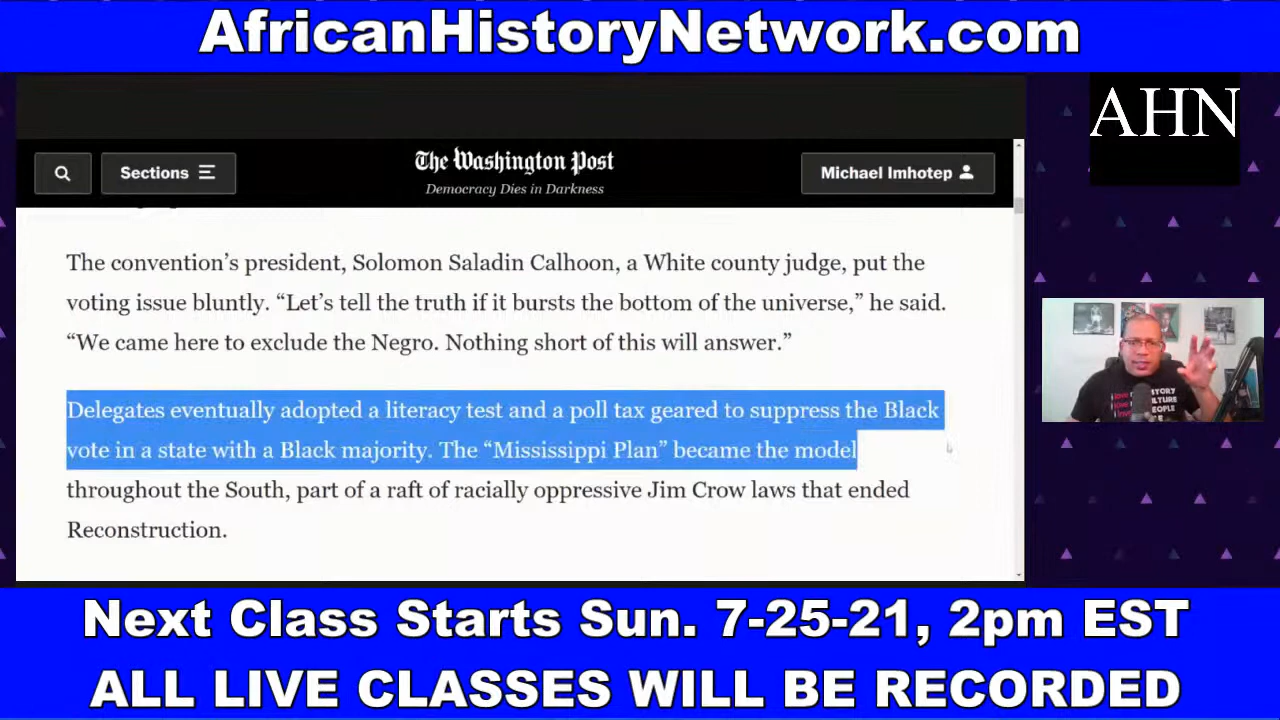 AfricanHistoryNetwork.com
AHN
Sections
The Washington Post
Democracy Dies in Darkness
Michael Imhotep
The convention’s president, Solomon Saladin Calhoon, a White county judge, put the
voting issue bluntly. “Let’s tell the truth if it bursts the bottom of the universe,” he said.
“We came here to exclude the Negro. Nothing short of this will answer.”
Delegates eventually adopted a literacy test and a poll tax geared to suppress the Black
vote in a state with a Black majority. The “Mississippi Plan” became the model
throughout the South, part of a raft of racially oppressive Jim Crow laws that ended
Reconstruction.
Next Class Starts Sun. 7-25-21, 2pm EST
ALL LIVE CLASSES WILL BE RECORDED